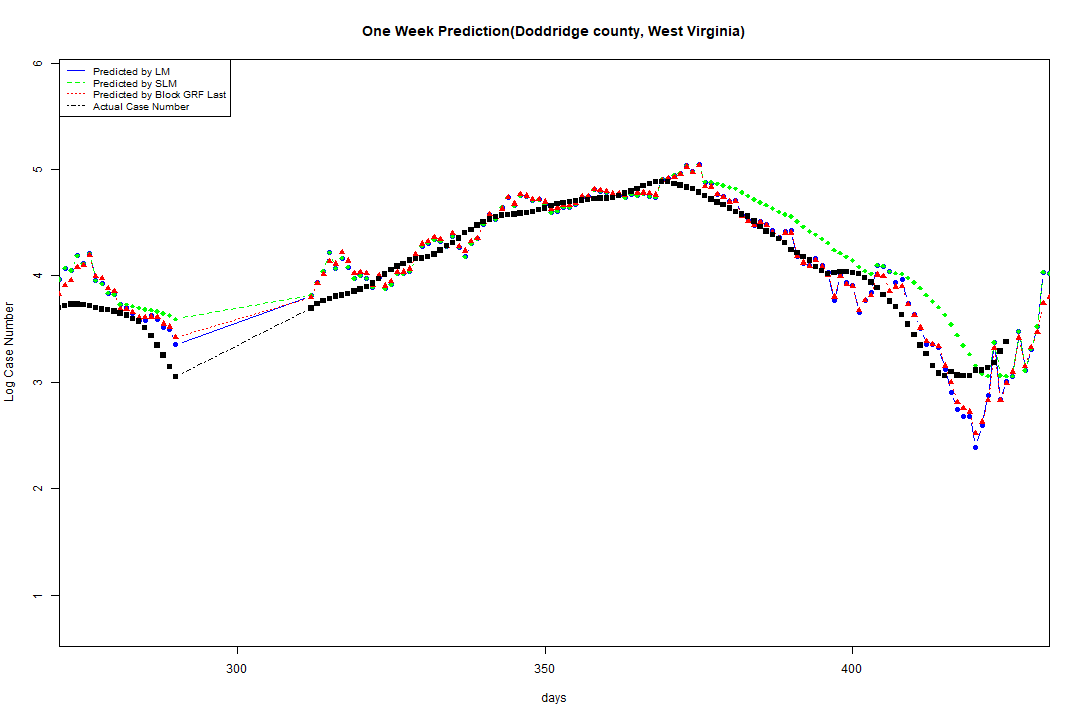 One Week Prediction(Doddridge county, West Virginia)
Predicted by LM
Predicted by SLM
Predicted by Block GRF Last
Actual Case Number
6
5
4
3
2
1
Log Case Number
300
350
400
days